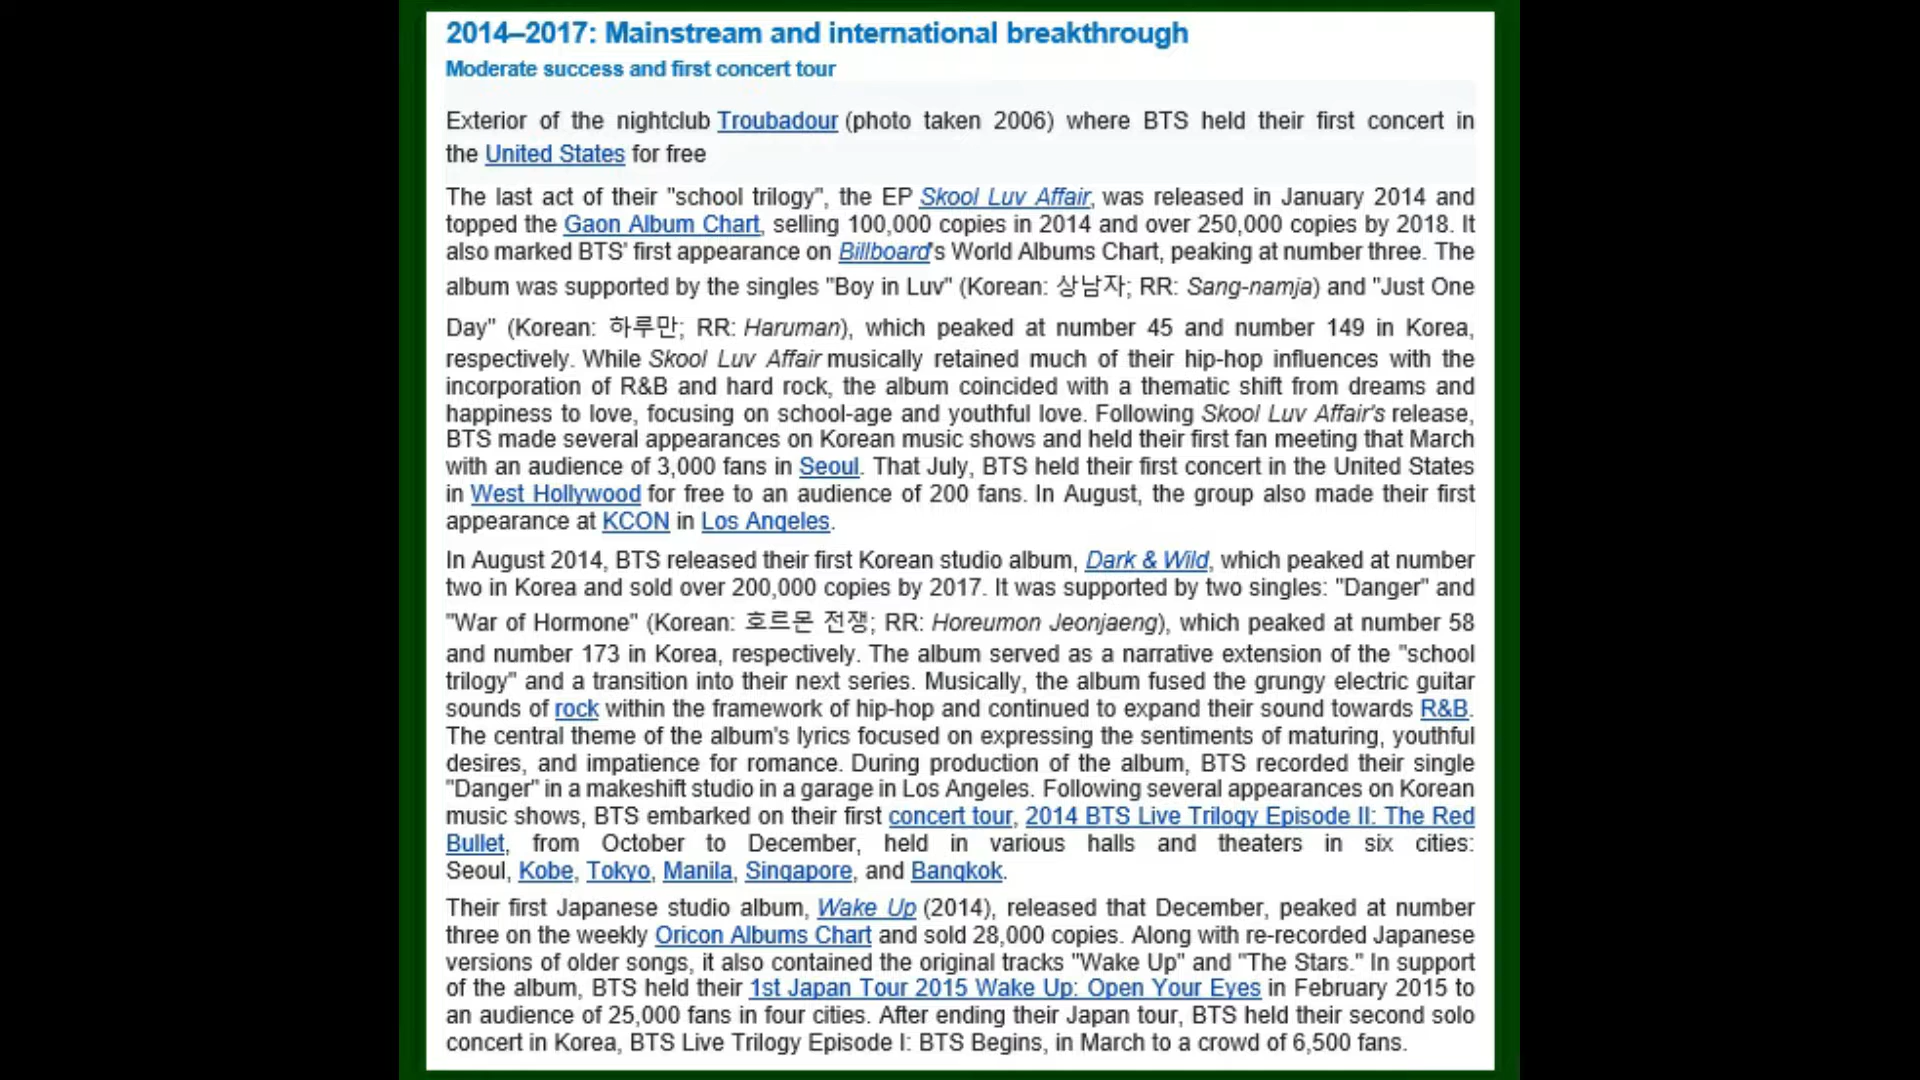 2014–2017: Mainstream and international breakthrough
Moderate success and first concert tour
Exterior of the nightclub Troubadour (photo taken 2006) where BTS held their first concert in
the United States for free
The last act of their "school trilogy", the EP Skool Luv Affair, was released in January 2014 and
topped the Gaon Album Chart, selling 100,000 copies in 2014 and over 250,000 copies by 2018. It
also marked BTS' first appearance on Billboard's World Albums Chart, peaking at number three. The
album was supported by the singles "Boy in Luv" (Korean: 상남자; RR: Sang-namja) and "Just One
Day" (Korean: 하루만; RR: Haruman), which peaked at number 45 and number 149 in Korea,
respectively. While Skool Luv Affair musically retained much of their hip-hop influences with the
incorporation of R&B and hard rock, the album coincided with a thematic shift from dreams and
happiness to love, focusing on school-age and youthful love. Following Skool Luv Affair's release,
BTS made several appearances on Korean music shows and held their first fan meeting that March
with an audience of 3,000 fans in Seoul. That July, BTS held their first concert in the United States
in West Hollywood for free to an audience of 200 fans. In August, the group also made their first
appearance at KCON in Los Angeles.
In August 2014, BTS released their first Korean studio album, Dark & Wild, which peaked at number
two in Korea and sold over 200,000 copies by 2017. It was supported by two singles: "Danger" and
"War of Hormone" (Korean: 호르몬 전쟁; RR: Horeumon Jeonjaeng), which peaked at number 58
and number 173 in Korea, respectively. The album served as a narrative extension of the "school
trilogy" and a transition into their next series. Musically, the album fused the grungy electric guitar
sounds of rock within the framework of hip-hop and continued to expand their sound towards R&B.
The central theme of the album's lyrics focused on expressing the sentiments of maturing, youthful
desires, and impatience for romance. During production of the album, BTS recorded their single
"Danger" in a makeshift studio in a garage in Los Angeles. Following several appearances on Korean
music shows, BTS embarked on their first concert tour, 2014 BTS Live Trilogy Episode II: The Red
Bullet, from October to December, held in various halls and theaters in six cities:
Seoul, Kobe, Tokyo, Manila, Singapore, and Bangkok.
Their first Japanese studio album, Wake Up (2014), released that December, peaked at number
three on the weekly Oricon Albums Chart and sold 28,000 copies. Along with re-recorded Japanese
versions of older songs, it also contained the original tracks "Wake Up" and "The Stars." In support
of the album, BTS held their 1st Japan Tour 2015 Wake Up: Open Your Eyes in February 2015 to
an audience of 25,000 fans in four cities. After ending their Japan tour, BTS held their second solo
concert in Korea, BTS Live Trilogy Episode I: BTS Begins, in March to a crowd of 6,500 fans.